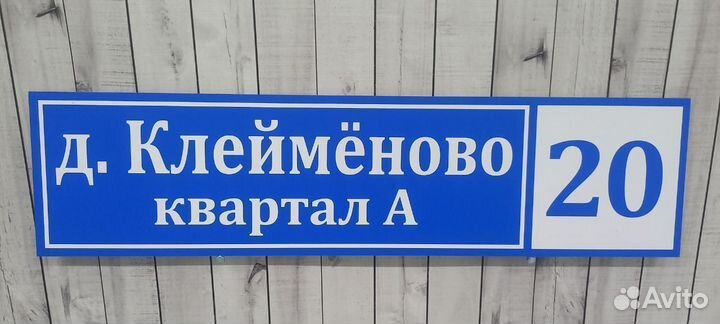 д. Клеймёново
квартал А
20
Avito